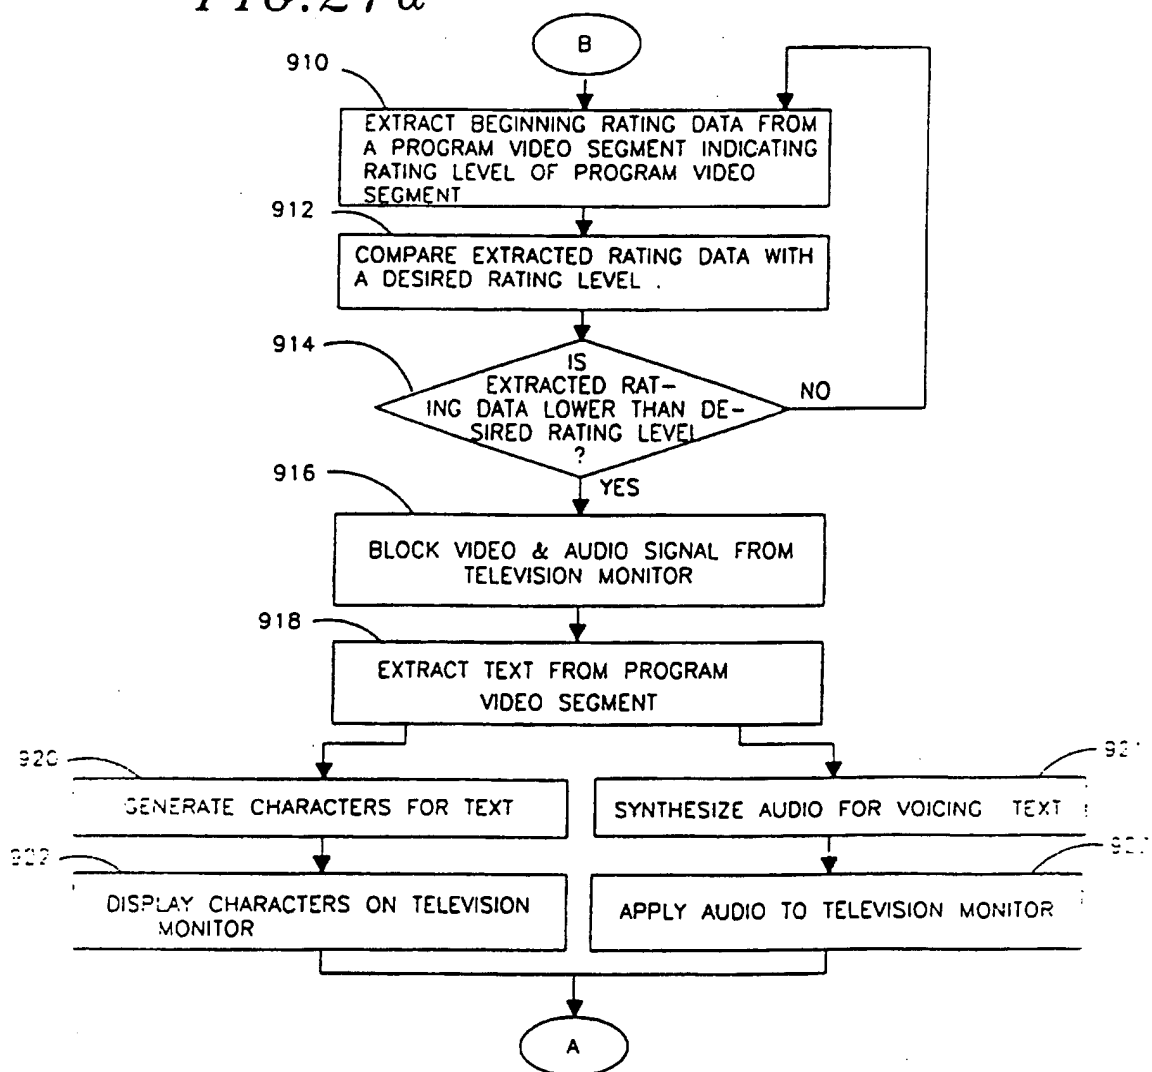 FIG.27a
B
910
EXTRACT BEGINNING RATING DATA FROM
A PROGRAM VIDEO SEGMENT INDICATING
RATING LEVEL OF PROGRAM VIDEO
SEGMENT
912
COMPARE EXTRACTED RATING DATA WITH
A DESIRED RATING LEVEL .
914
IS
EXTRACTED RAT-
ING DATA LOWER THAN DE-
SIRED RATING LEVEL
?
NO
YES
916
BLOCK VIDEO & AUDIO SIGNAL FROM
TELEVISION MONITOR
918
EXTRACT TEXT FROM PROGRAM
VIDEO SEGMENT
920
GENERATE CHARACTERS FOR TEXT
SYNTHESIZE AUDIO FOR VOICING TEXT
922
DISPLAY CHARACTERS ON TELEVISION
MONITOR
APPLY AUDIO TO TELEVISION MONITOR
A